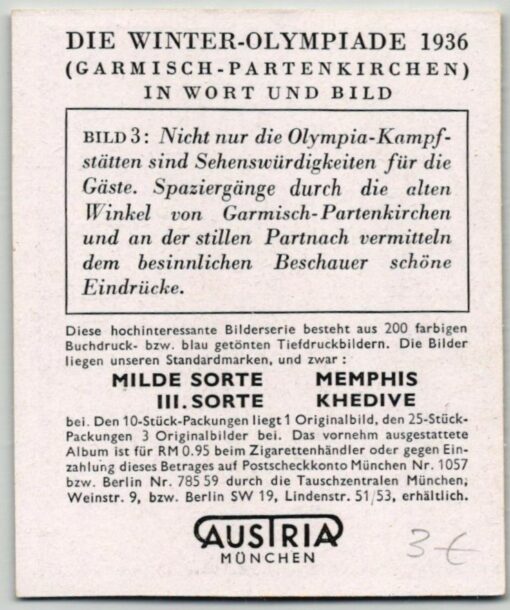 DIE WINTER-OLYMPIADE 1936
(GARMISCH-PARTENKIRCHEN)
IN WORT UND BILD
BILD 3: Nicht nur die Olympia-Kampf-
stätten sind Sehenswürdigkeiten für die
Gäste. Spaziergänge durch die alten
Winkel von Garmisch-Partenkirchen
und an der stillen Partnach vermitteln
dem besinnlichen Beschauer schöne
Eindrücke.
Diese hochinteressante Bilderserie besteht aus 200 farbigen
Buchdruck- bzw. blau getönten Tiefdruckbildern. Die Bilder
liegen unseren Standardmarken, und zwar:
MILDE SORTE MEMPHIS
III. SORTE KHEDIVE
bei. Den 10-Stück-Packungen liegt 1 Originalbild, den 25-Stück-
Packungen 3 Originalbilder bei. Das vornehm ausgestattete
Album ist für RM 0.95 beim Zigarettenhändler oder gegen Ein-
zahlung dieses Betrages auf Postscheckkonto München Nr. 1057
bzw. Berlin Nr. 785 59 durch die Tauschzentralen München,
Weinstr. 9, bzw. Berlin SW 19, Lindenstr. 51/53, erhältlich.
AUSTRIA
MÜNCHEN
3 €